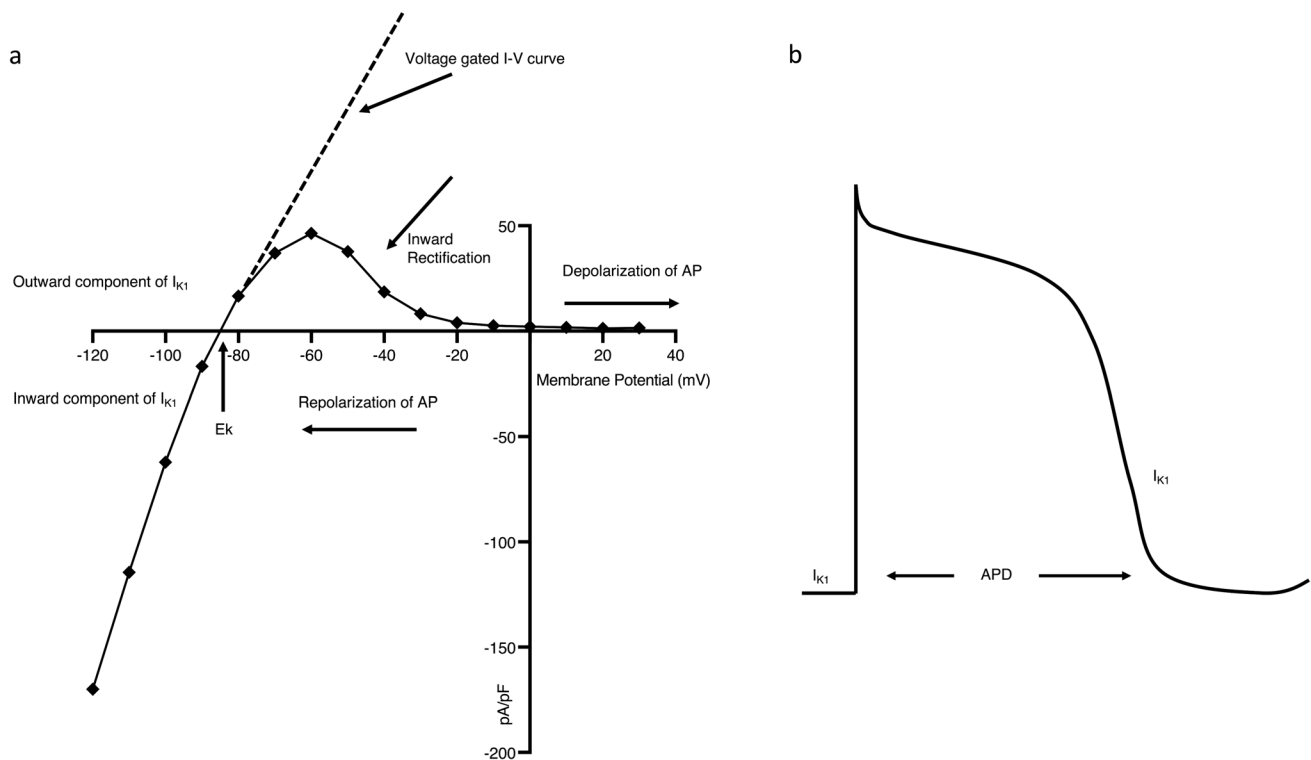 a
Voltage gated I-V curve
Inward
Rectification
50
Depolarization of AP
Outward component of IK1
-120
-100
-80
-60
-40
-20
20
40
Membrane Potential (mV)
Inward component of IK1
Repolarization of AP
Ek
-50
-100
-150
pA/pF
-200
b
IK1
IK1
APD